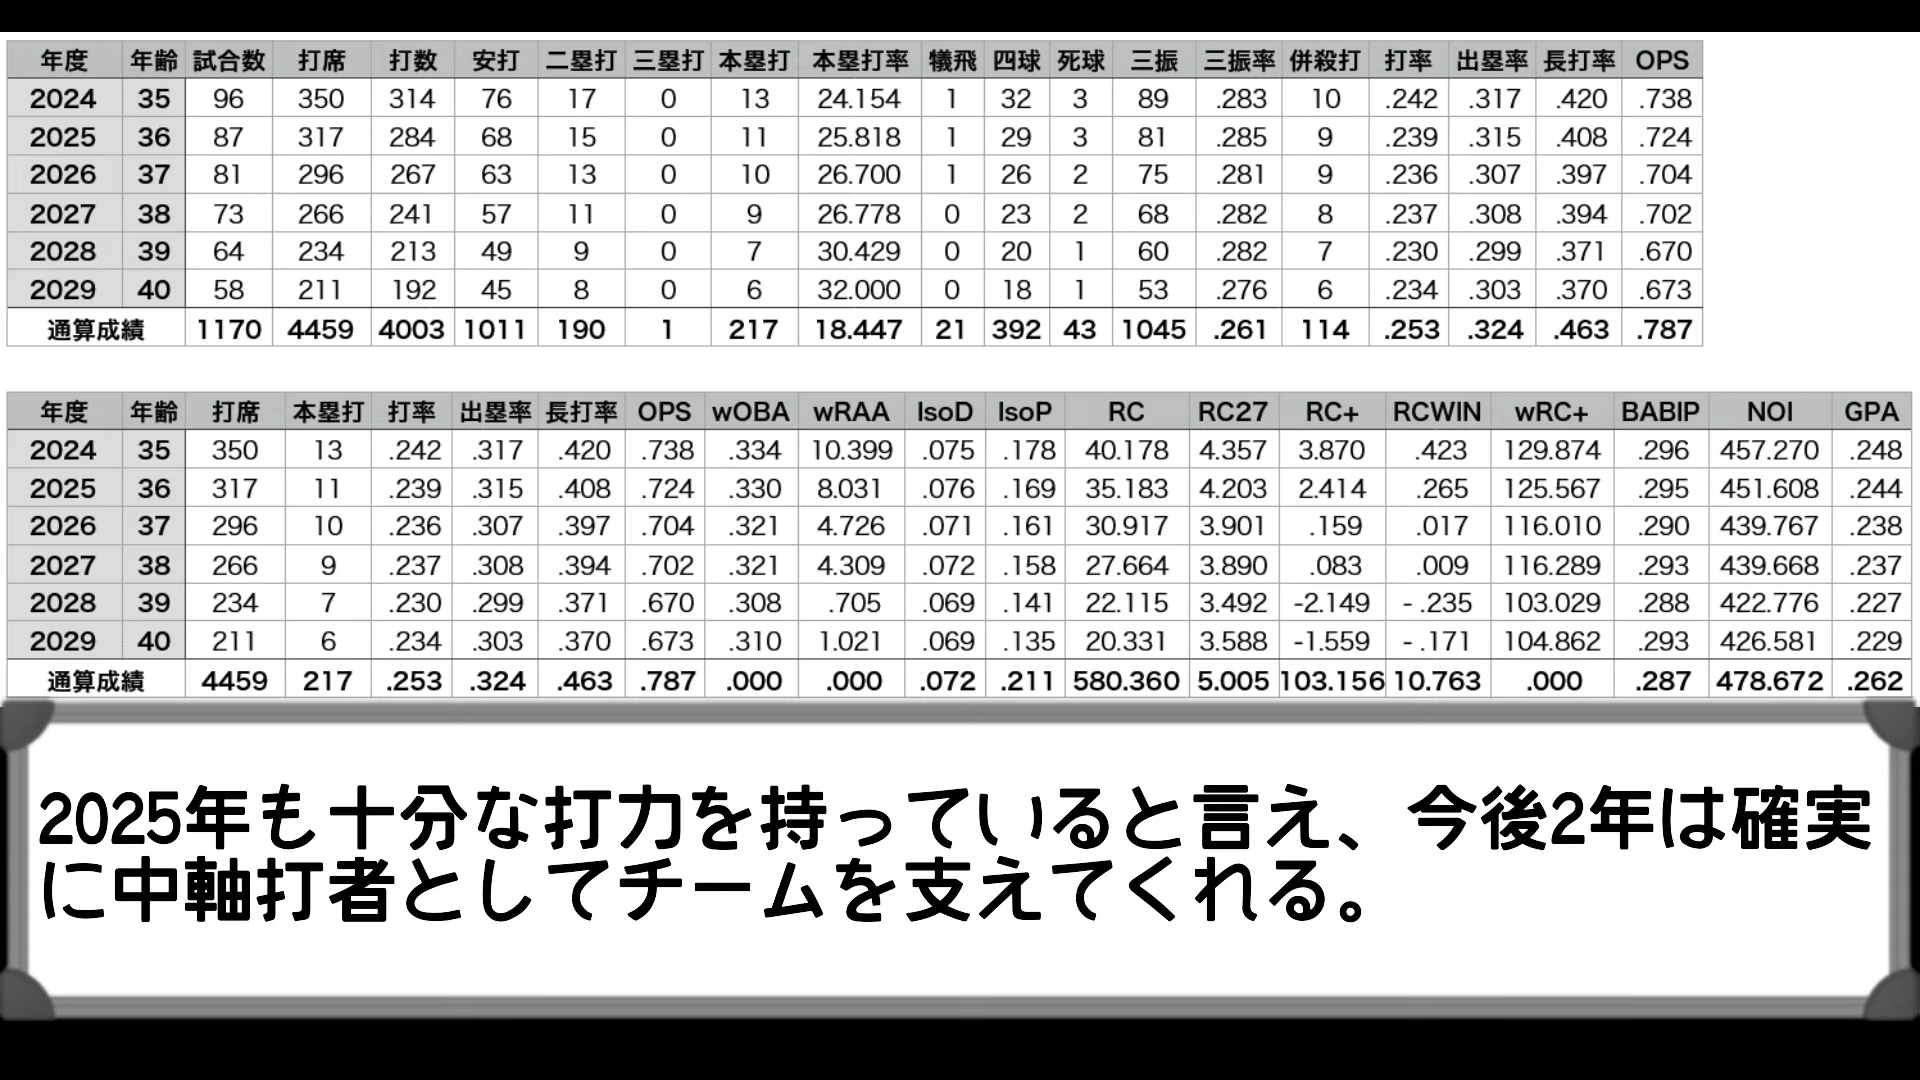 年度 年齢 試合数 打席 打数 安打 二塁打 三塁打 本塁打 本塁打率 犠飛 四球 死球 三振 三振率 併殺打 打率 出塁率 長打率 OPS
2024 35 96 350 314 76 17 0 13 24.154 1 32 3 89 .283 10 .242 .317 .420 .738
2025 36 87 317 284 68 15 0 11 25.818 1 29 3 81 .285 9 .239 .315 .408 .724
2026 37 81 296 267 63 13 0 10 26.700 1 26 2 75 .281 9 .236 .307 .397 .704
2027 38 73 266 241 57 11 0 9 26.778 0 23 2 68 .282 8 .237 .308 .394 .702
2028 39 64 234 213 49 9 0 7 30.429 0 20 1 60 .282 7 .230 .299 .371 .670
2029 40 58 211 192 45 8 0 6 32.000 0 18 1 53 .276 6 .234 .303 .370 .673
通算成績 1170 4459 4003 1011 190 1 217 18.447 21 392 43 1045 .261 114 .253 .324 .463 .787
年度 年齢 打席 本塁打 打率 出塁率 長打率 OPS wOBA wRAA IsoD IsoP RC RC27 RC+ RCWIN wRC+ BABIP NOI GPA
2024 35 350 13 .242 .317 .420 .738 .334 10.399 .075 .178 40.178 4.357 3.870 .423 129.874 .296 457.270 .248
2025 36 317 11 .239 .315 .408 .724 .330 8.031 .076 .169 35.183 4.203 2.414 .265 125.567 .295 451.608 .244
2026 37 296 10 .236 .307 .397 .704 .321 4.726 .071 .161 30.917 3.901 .159 .017 116.010 .290 439.767 .238
2027 38 266 9 .237 .308 .394 .702 .321 4.309 .072 .158 27.664 3.890 .083 .009 116.289 .293 439.668 .237
2028 39 234 7 .230 .299 .371 .670 .308 .705 .069 .141 22.115 3.492 -2.149 - .235 103.029 .288 422.776 .227
2029 40 211 6 .234 .303 .370 .673 .310 1.021 .069 .135 20.331 3.588 -1.559 - .171 104.862 .293 426.581 .229
通算成績 4459 217 .253 .324 .463 .787 .000 .000 .072 .211 580.360 5.005 103.156 10.763 .000 .287 478.672 .262
2025年も十分な打力を持っていると言え、今後2年は確実
に中軸打者としてチームを支えてくれる。